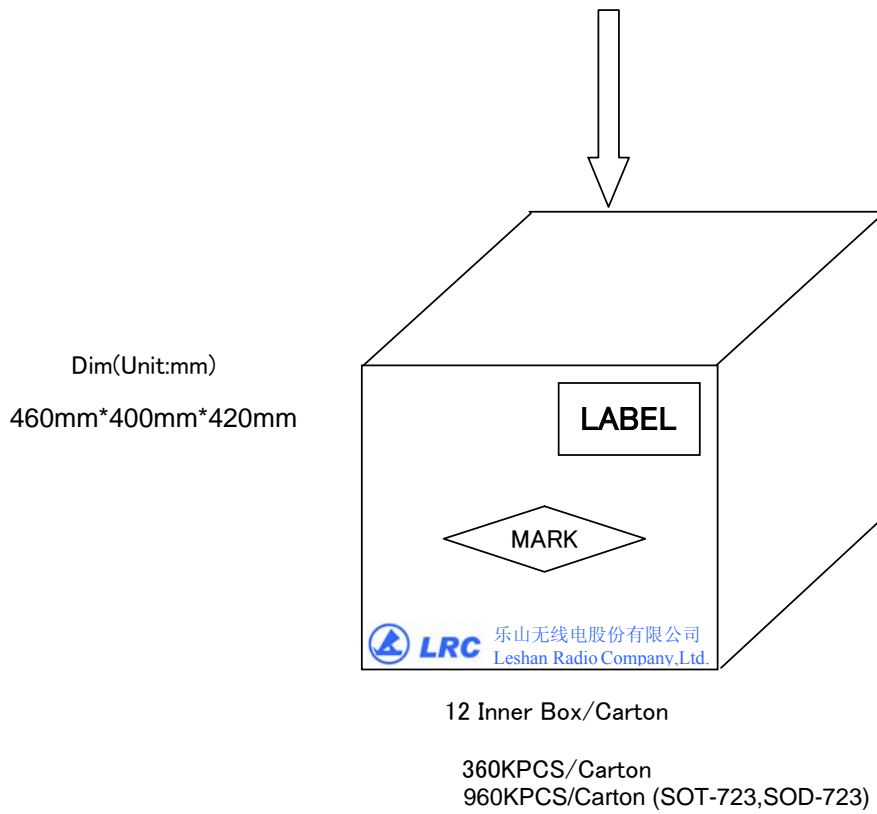 Dim(Unit:mm)
460mm*400mm*420mm
LABEL
MARK
LRC
乐山无线电股份有限公司
Leshan Radio Company,Ltd.
12 Inner Box/Carton
360KPCS/Carton
960KPCS/Carton (SOT-723,SOD-723)